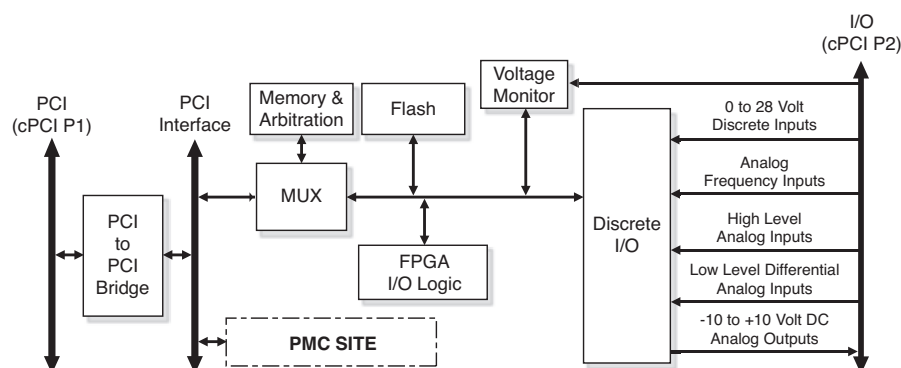 I/O
(cPCI P2)
PCI
(cPCI P1)
PCI
Interface
Memory &
Arbitration
Flash
Voltage
Monitor
0 to 28 Volt
Discrete Inputs
Analog
Frequency Inputs
High Level
Analog Inputs
Low Level Differential
Analog Inputs
-10 to +10 Volt DC
Analog Outputs
PCI
to
PCI
Bridge
MUX
FPGA
I/O Logic
Discrete
I/O
PMC SITE